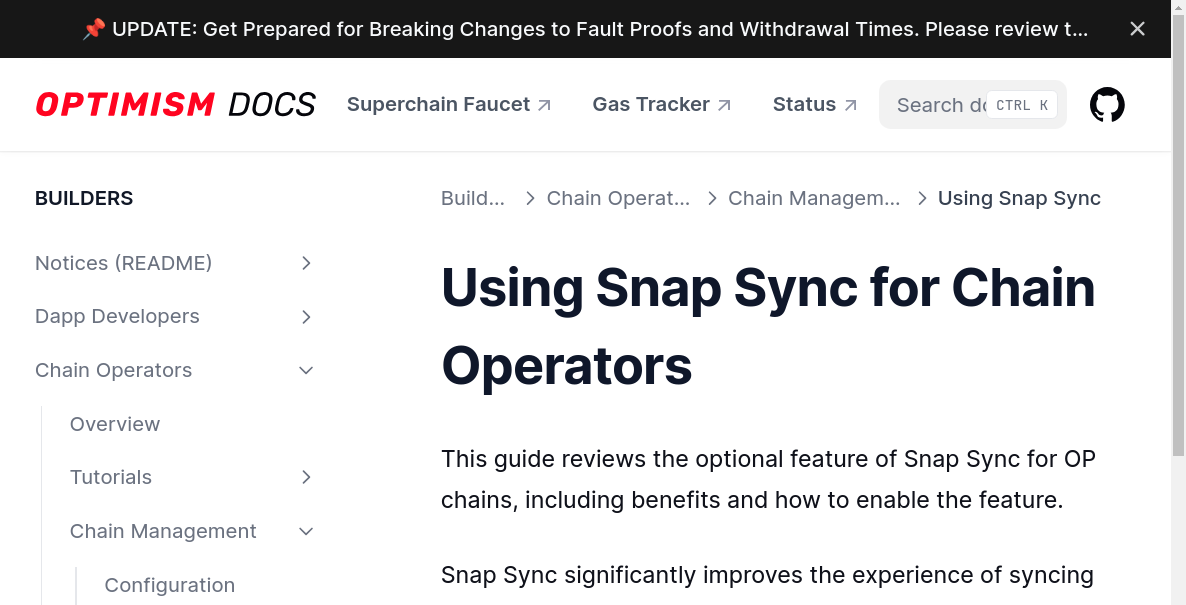 📌 UPDATE: Get Prepared for Breaking Changes to Fault Proofs and Withdrawal Times. Please review t...
OPTIMISM DOCS
Superchain Faucet
Gas Tracker
Status
Search do
CTRL K
BUILDERS
Notices (README)
Dapp Developers
Chain Operators
Overview
Tutorials
Chain Management
Configuration
Build... > Chain Operat... > Chain Managem... > Using Snap Sync
Using Snap Sync for Chain
Operators
This guide reviews the optional feature of Snap Sync for OP
chains, including benefits and how to enable the feature.
Snap Sync significantly improves the experience of syncing